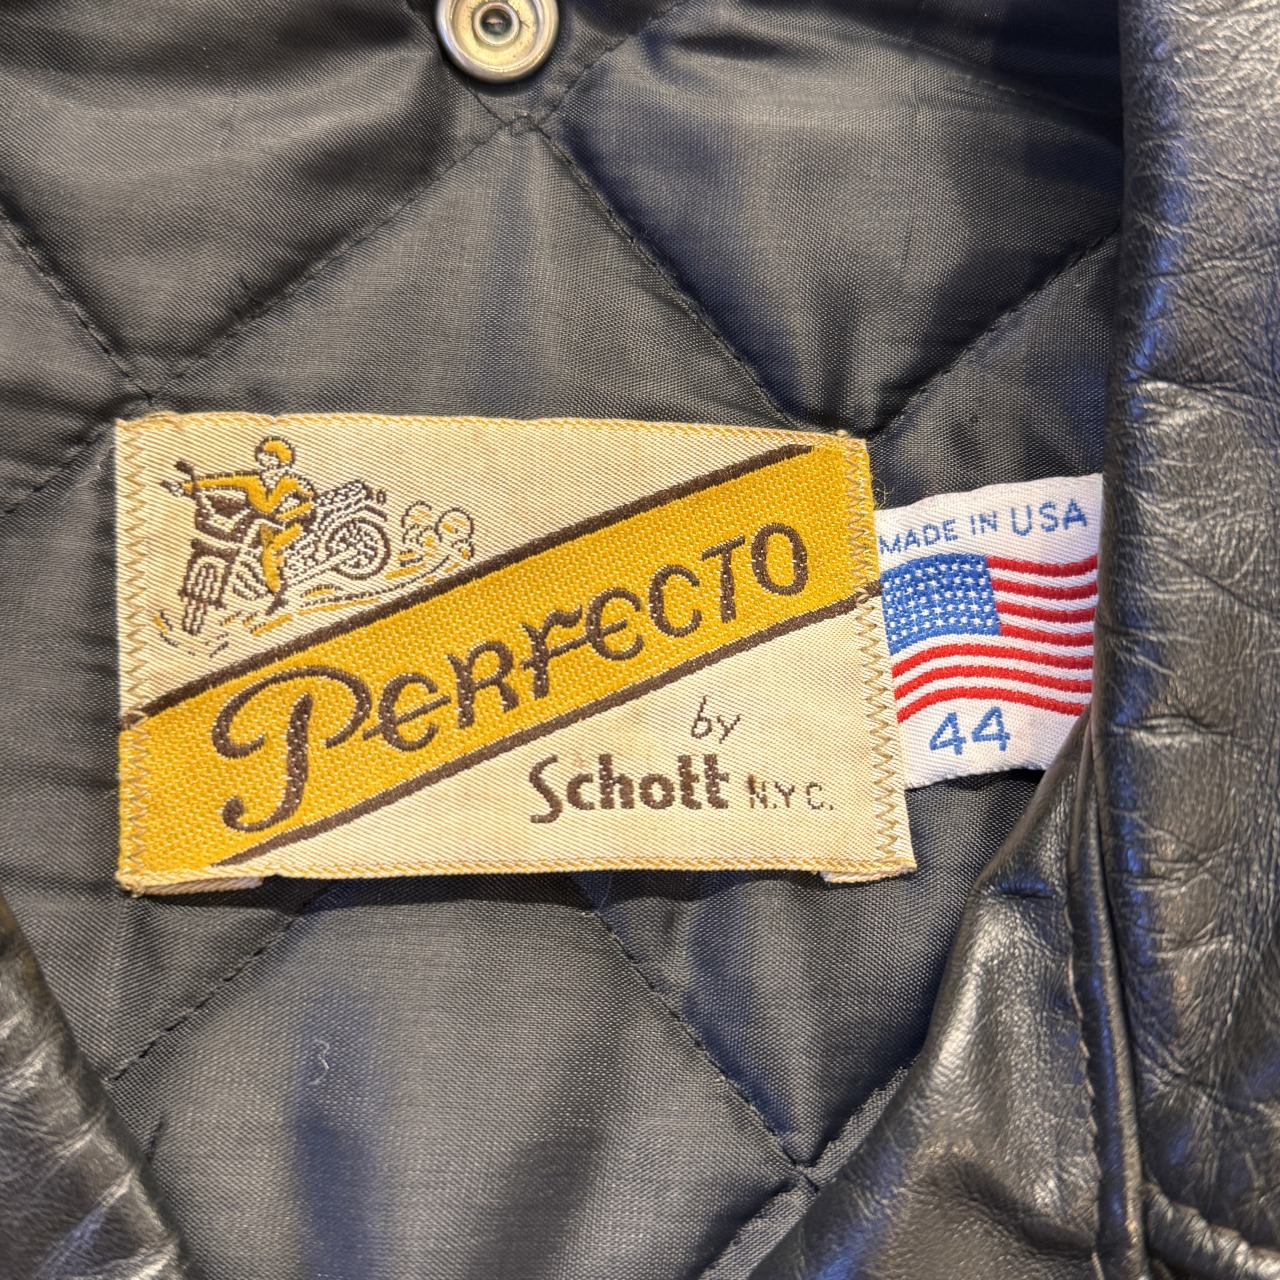 PERFECTO
by
Schott N.Y C.
MADE IN USA
44